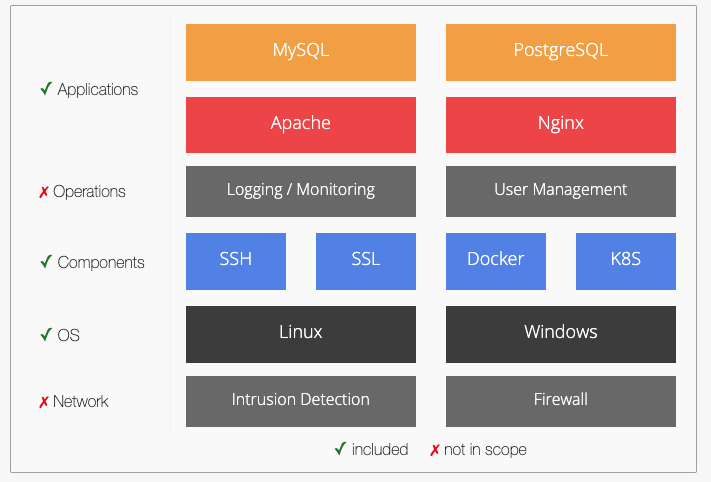 MySQL PostgreSQL
✓ Applications
Apache Nginx
✗ Operations Logging / Monitoring User Management
✓ Components SSH SSL Docker K8S
✓ OS Linux Windows
✗ Network Intrusion Detection Firewall
✓ included ✗ not in scope